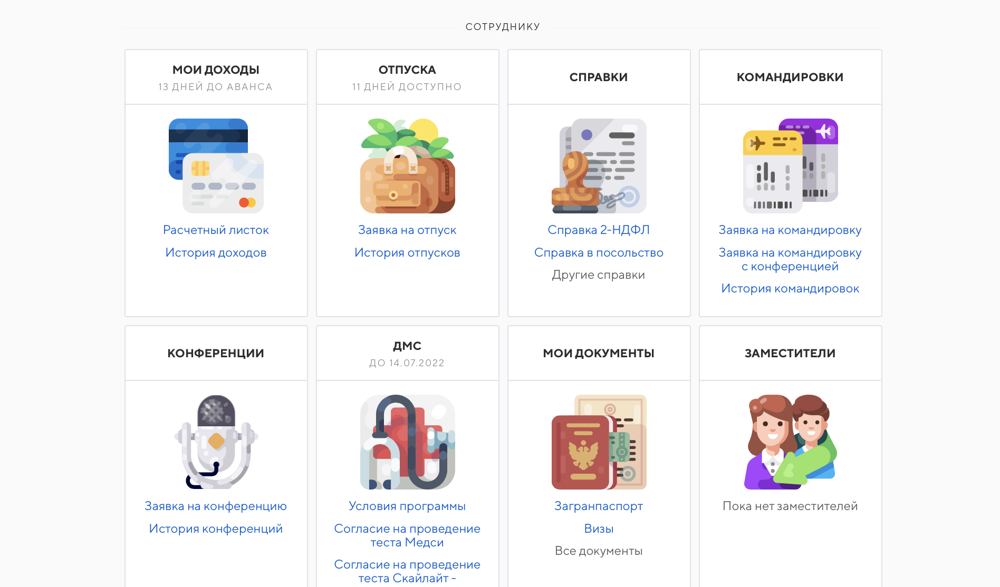 СОТРУДНИКУ
МОИ ДОХОДЫ
13 ДНЕЙ ДО АВАНСА
Расчетный листок
История доходов
ОТПУСКА
11 ДНЕЙ ДОСТУПНО
Заявка на отпуск
История отпусков
СПРАВКИ
Справка 2-НДФЛ
Справка в посольство
Другие справки
КОМАНДИРОВКИ
Заявка на командировку
Заявка на командировку
с конференцией
История командировок
КОНФЕРЕНЦИИ
Заявка на конференцию
История конференций
ДМС
ДО 14.07.2022
Условия программы
Согласие на проведение
теста Медси
Согласие на проведение
теста Скайлайт -
МОИ ДОКУМЕНТЫ
Загранпаспорт
Визы
Все документы
ЗАМЕСТИТЕЛИ
Пока нет заместителей